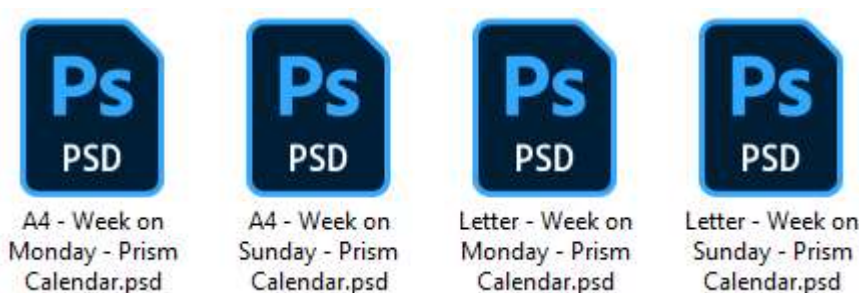 Ps
PSD
A4 - Week on
Monday - Prism
Calendar.psd
Ps
PSD
A4 - Week on
Sunday - Prism
Calendar.psd
Ps
PSD
Letter - Week on
Monday - Prism
Calendar.psd
Ps
PSD
Letter - Week on
Sunday - Prism
Calendar.psd